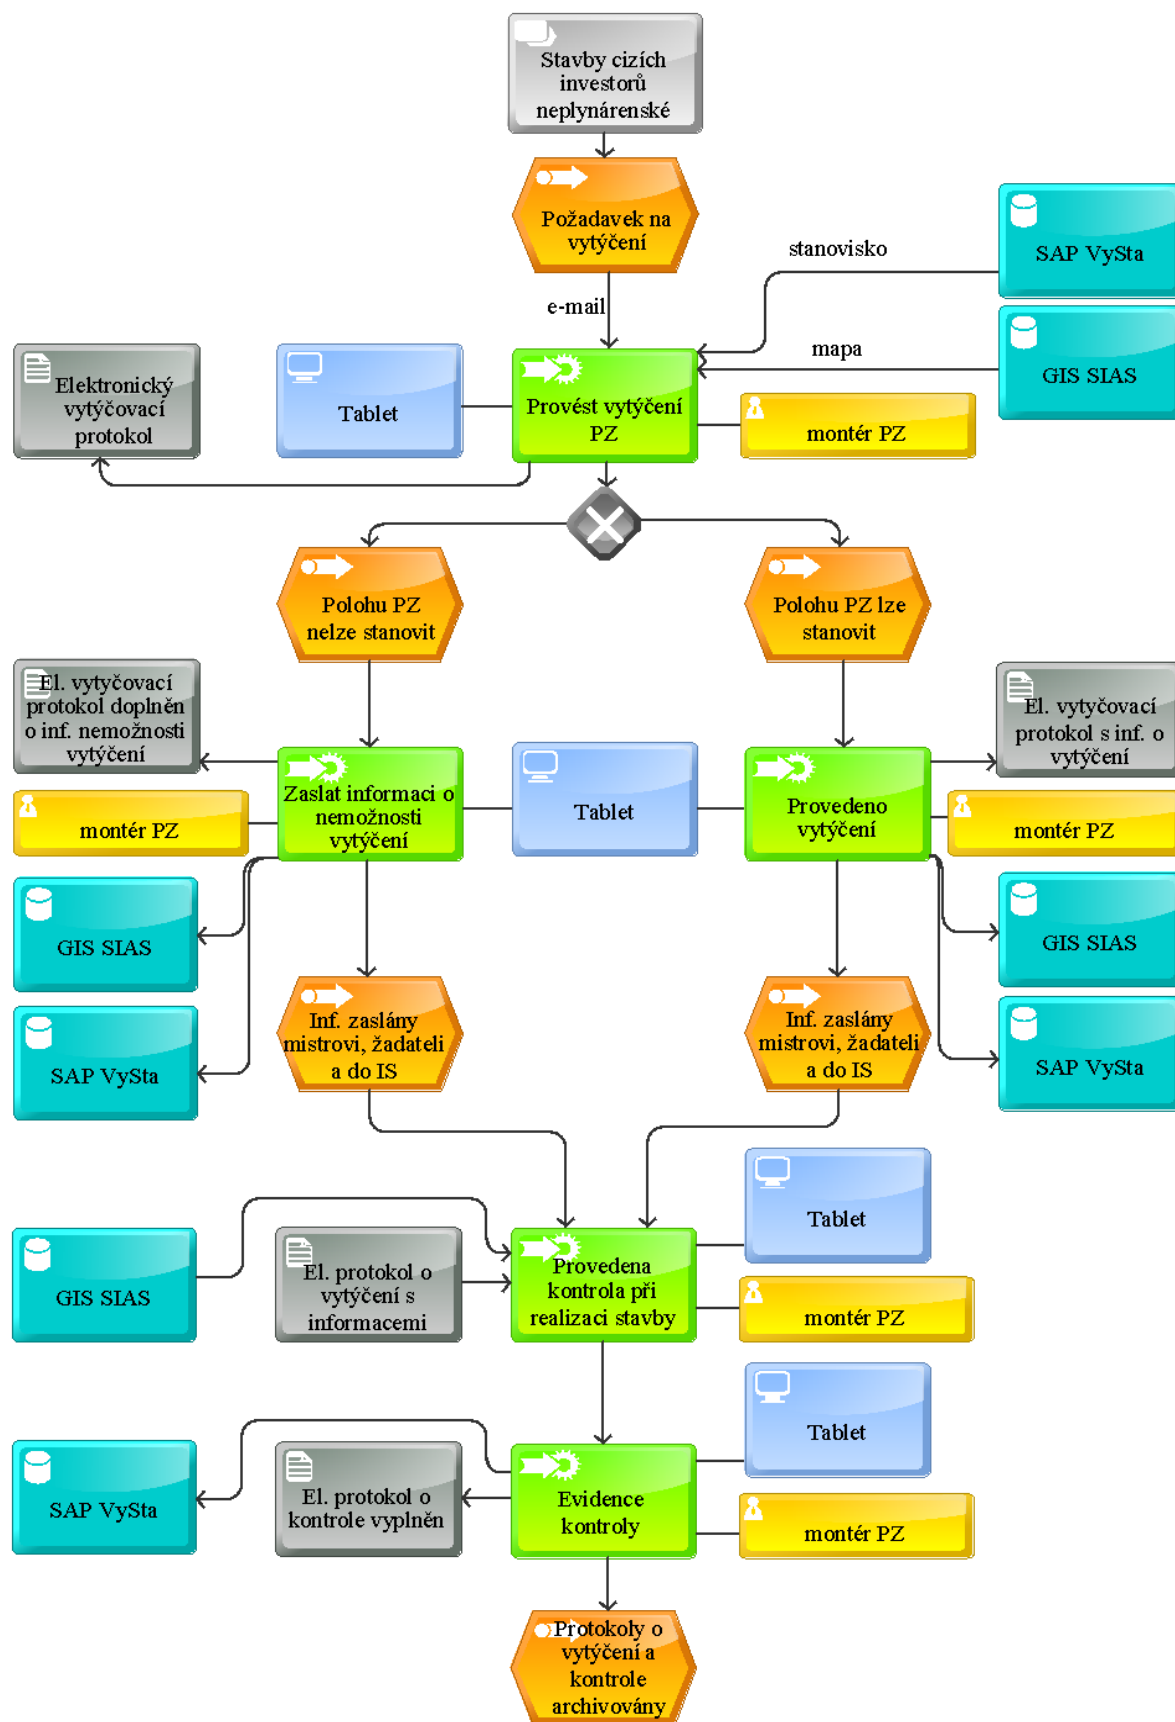 Stavby cizích
investorů
neplynárenské
Požadavek na
vytýčení
stanovisko
SAP VySta
e-mail
mapa
GIS SIAS
Elektronický
vytýčovací
protokol
Tablet
Provést vytýčení
PZ
montér PZ
Polohu PZ
nelze stanovit
Polohu PZ lze
stanovit
El. vytyčovací
protokol doplněn
o inf. nemožnosti
vytýčení
El. vytyčovací
protokol s inf. o
vytýčení
Zaslat informaci o
nemožnosti
vytýčení
Tablet
Provedeno
vytýčení
montér PZ
montér PZ
GIS SIAS
GIS SIAS
SAP VySta
SAP VySta
Inf. zaslány
mistrovi, žadateli
a do IS
Inf. zaslány
mistrovi, žadateli
a do IS
Tablet
GIS SIAS
El. protokol o
vytýčení s
informacemi
Provedena
kontrola při
realizaci stavby
montér PZ
Tablet
SAP VySta
El. protokol o
kontrole vyplněn
Evidence
kontroly
montér PZ
Protokoly o
vytýčení a
kontrole
archivovány